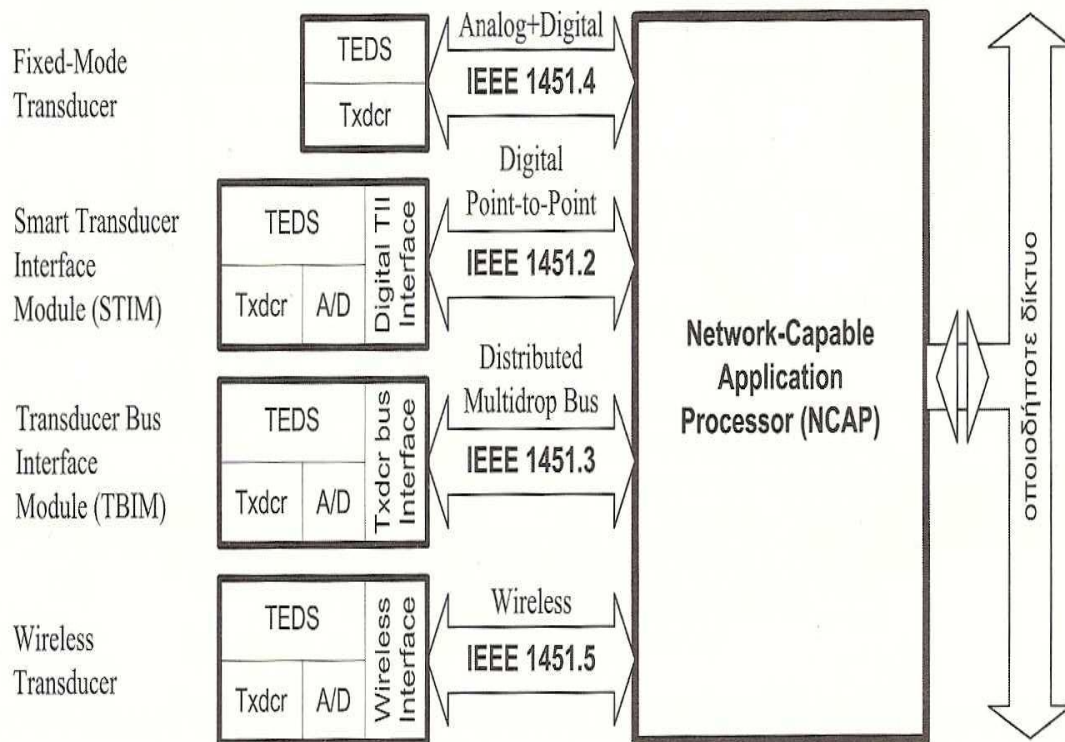 Fixed-Mode
Transducer
TEDS
Txdcr
Analog+Digital
IEEE 1451.4
Smart Transducer
Interface
Module (STIM)
TEDS
Txdcr
A/D
Digital TII
Interface
Digital
Point-to-Point
IEEE 1451.2
Transducer Bus
Interface
Module (TBIM)
TEDS
Txdcr
A/D
Txdcr bus
Interface
Distributed
Multidrop Bus
IEEE 1451.3
Wireless
Transducer
TEDS
Txdcr
A/D
Wireless
Interface
Wireless
IEEE 1451.5
Network-Capable
Application
Processor (NCAP)
οποιοδήποτε δίκτυο